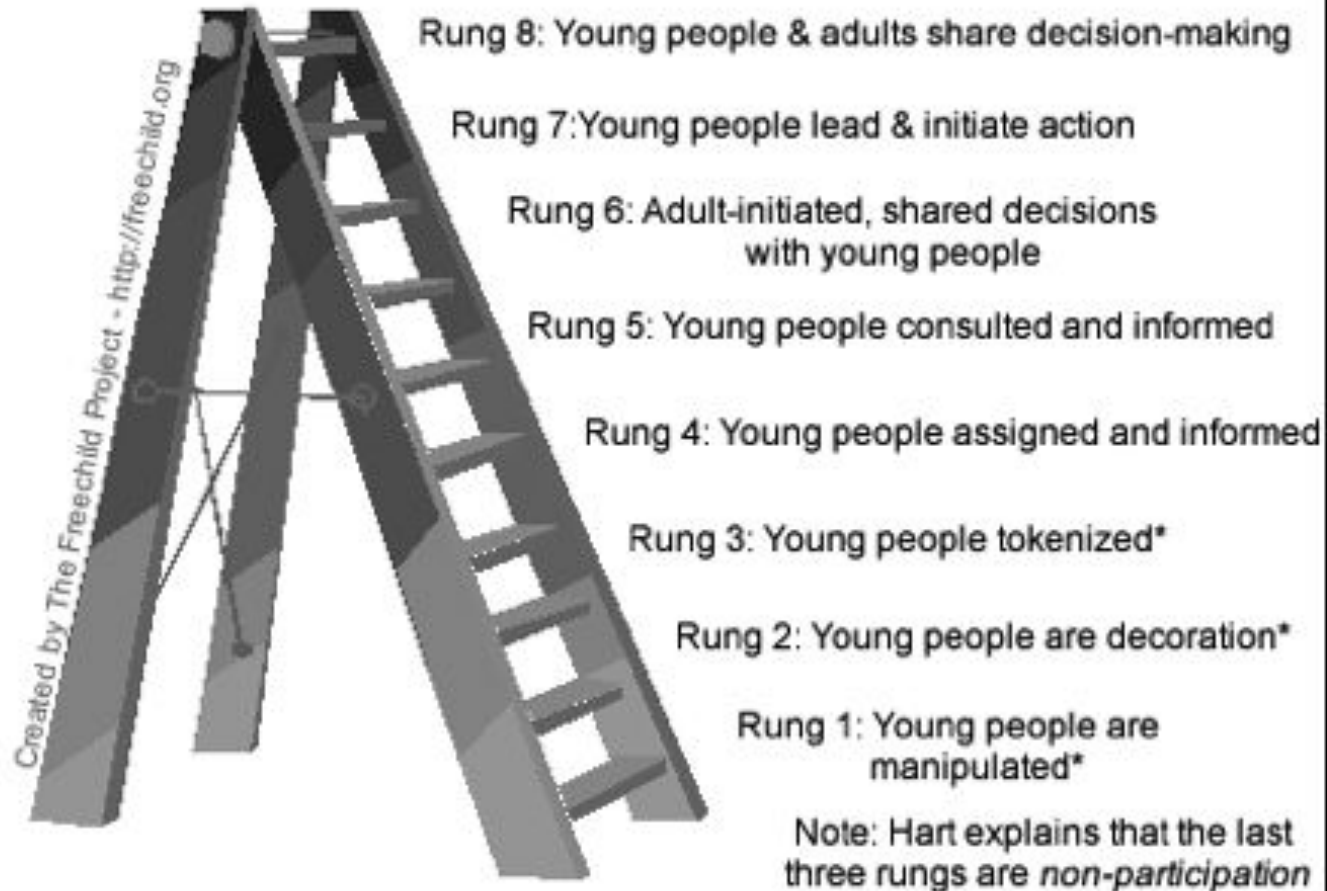 Rung 8: Young people & adults share decision-making
Rung 7:Young people lead & initiate action
Rung 6: Adult-initiated, shared decisions
with young people
Rung 5: Young people consulted and informed
Rung 4: Young people assigned and informed
Rung 3: Young people tokenized*
Rung 2: Young people are decoration*
Rung 1: Young people are
manipulated*
Note: Hart explains that the last
three rungs are non-participation
Created by The Freechild Project - http://freechild.org